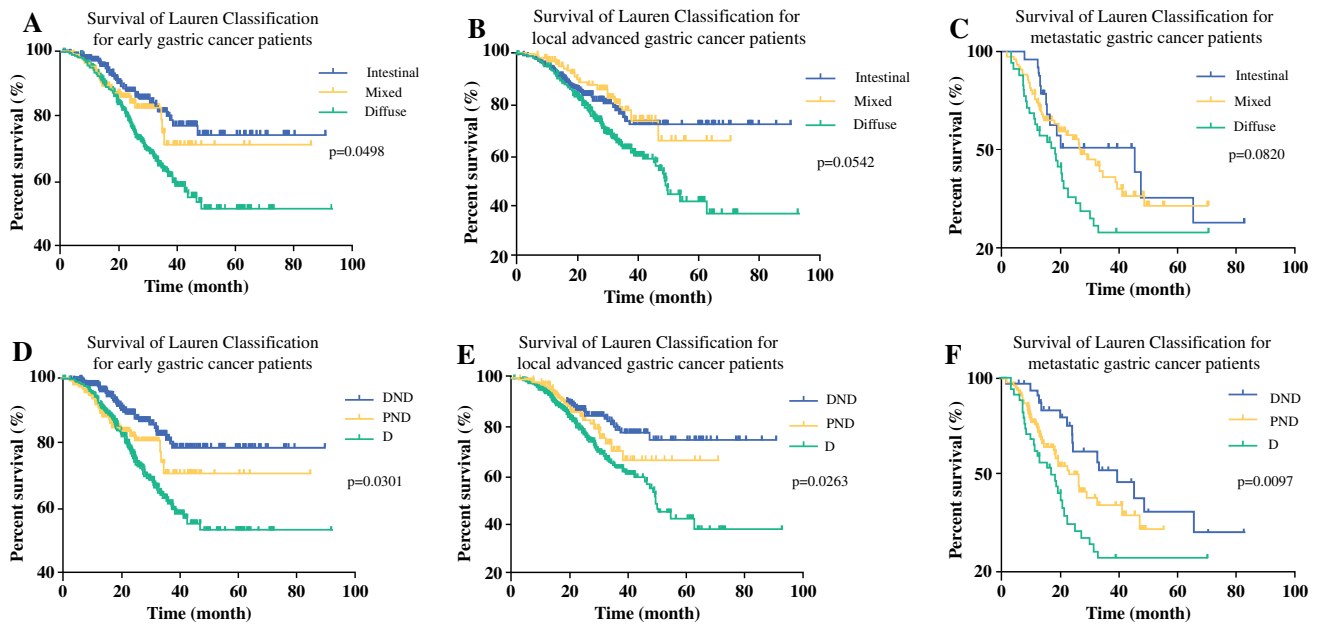 A
Survival of Lauren Classification
for early gastric cancer patients
Percent survival (%)
100
80
60
40
0
20
40
60
80
100
Time (month)
Intestinal
Mixed
Diffuse
p=0.0498
B
Survival of Lauren Classification for
local advanced gastric cancer patients
Percent survival (%)
100
80
60
40
20
0
20
40
60
80
100
Time (month)
Intestinal
Mixed
Diffuse
p=0.0542
C
Survival of Lauren Classification for
metastatic gastric cancer patients
Percent survival (%)
100
50
20
0
20
40
60
80
100
Time (month)
Intestinal
Mixed
Diffuse
p=0.0820
D
Survival of Lauren Classification
for early gastric cancer patients
Percent survival (%)
100
80
60
40
0
20
40
60
80
100
Time (month)
DND
PND
D
p=0.0301
E
Survival of Lauren Classification for
local advanced gastric cancer patients
Percent survival (%)
100
80
60
40
20
0
20
40
60
80
100
Time (month)
DND
PND
D
p=0.0263
F
Survival of Lauren Classification for
metastatic gastric cancer patients
Percent survival (%)
100
50
20
0
20
40
60
80
100
Time (month)
DND
PND
D
p=0.0097